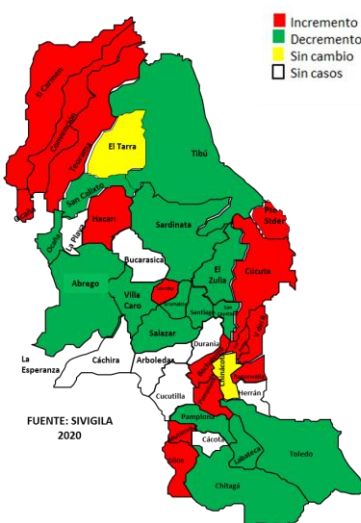 Incremento
Decremento
Sin cambio
Sin casos
El Carmen
Convención
Teorama
El Tarra
Tibú
San Calixto
Hacarí
La Playa
Ocaña
Sardinata
Bucarasica
El Zulia
Cúcuta
Abrego
Villa
Caro
Salazar
Santiago
Durania
La
Esperanza
Cáchira
Arboledas
Cucutilla
Chinácota
Herrán
FUENTE: SIVIGILA
2020
Pamplona
Cácota
Labateca
Toledo
Silos
Chitagá